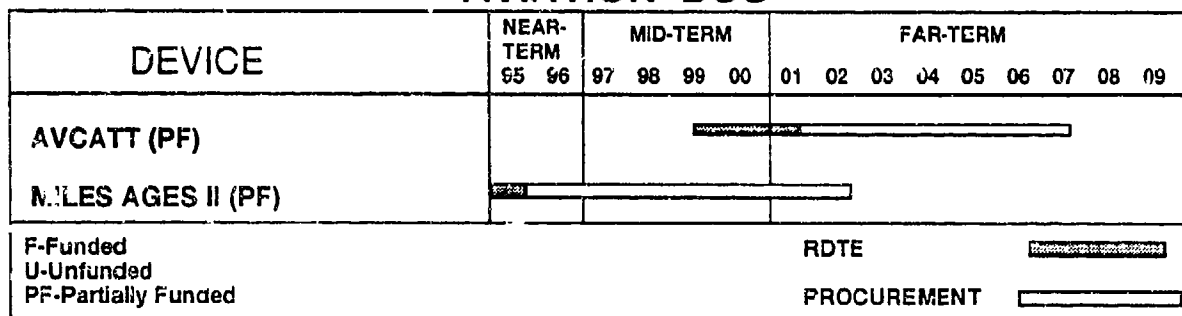 DEVICE
NEAR-
TERM
MID-TERM
FAR-TERM
95 96 97 98 99 00 01 02 03 04 05 06 07 08 09
AVCATT (PF)
MILES AGES II (PF)
F-Funded
U-Unfunded
PF-Partially Funded
RDTE
PROCUREMENT